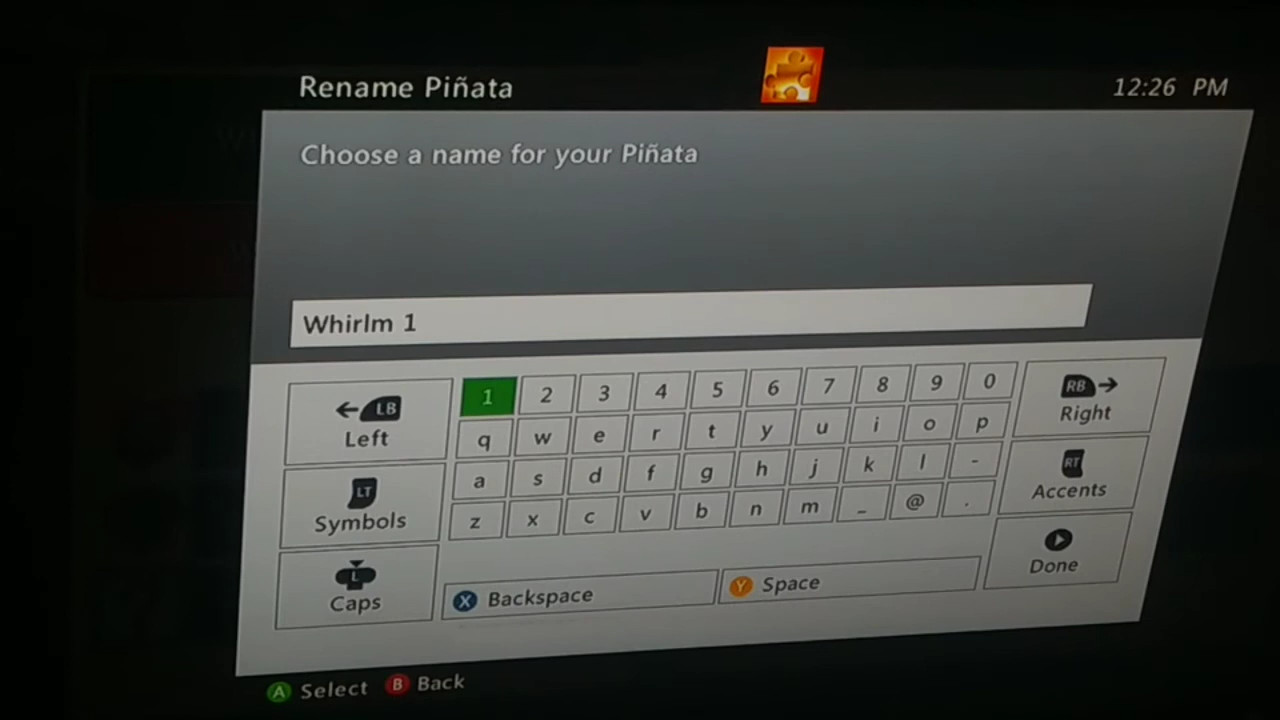 Rename Piñata
12:26 PM
Choose a name for your Piñata
Whirlm 1
LB
Left
1 2 3 4 5 6 7 8 9 0
RB
Right
q w e r t y u i o p
LT
Symbols
a s d f g h j k l -
RT
Accents
z x c v b n m _ @ .
L
Caps
X Backspace
Y Space
Done
A Select B Back